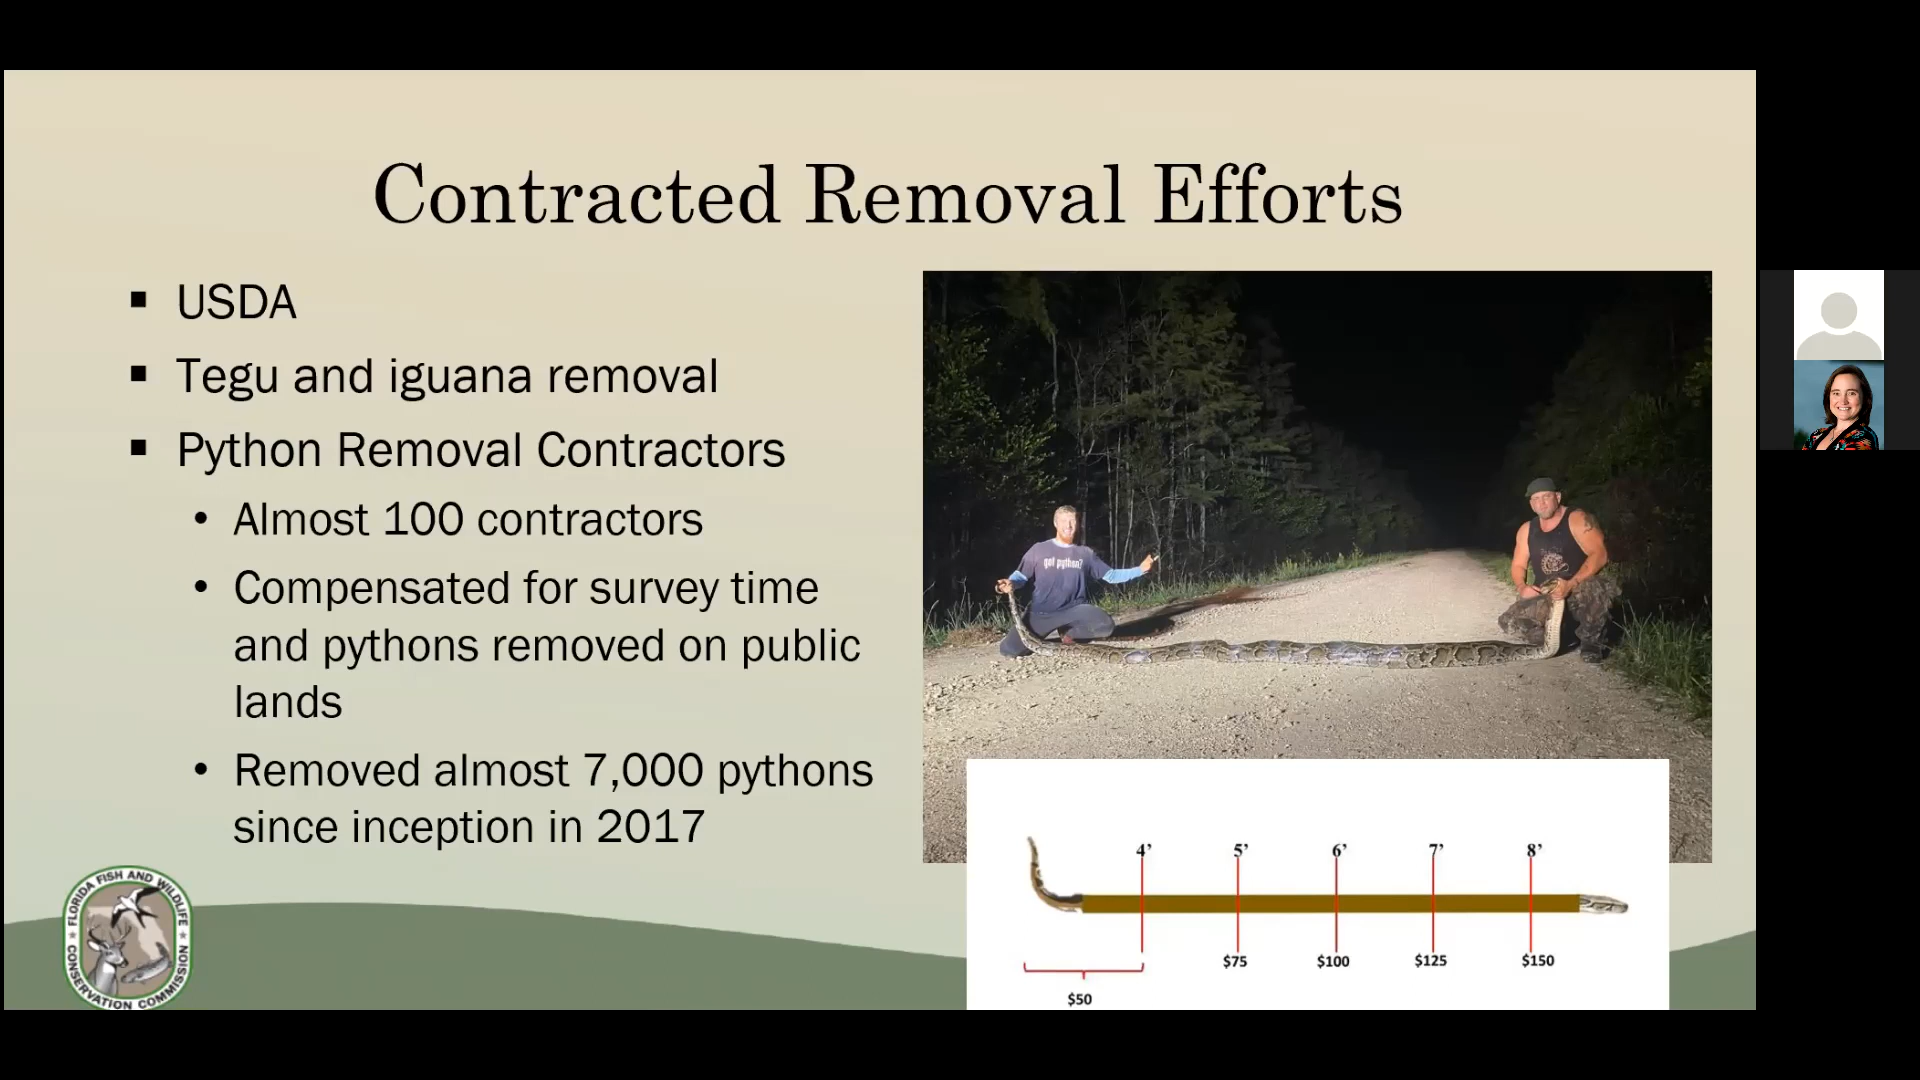 Contracted Removal Efforts
▪ USDA
▪ Tegu and iguana removal
▪ Python Removal Contractors
• Almost 100 contractors
• Compensated for survey time
and pythons removed on public
lands
• Removed almost 7,000 pythons
since inception in 2017
got python?
4’ 5’ 6’ 7’ 8’
$75 $100 $125 $150
$50
FLORIDA FISH AND WILDLIFE
CONSERVATION COMMISSION